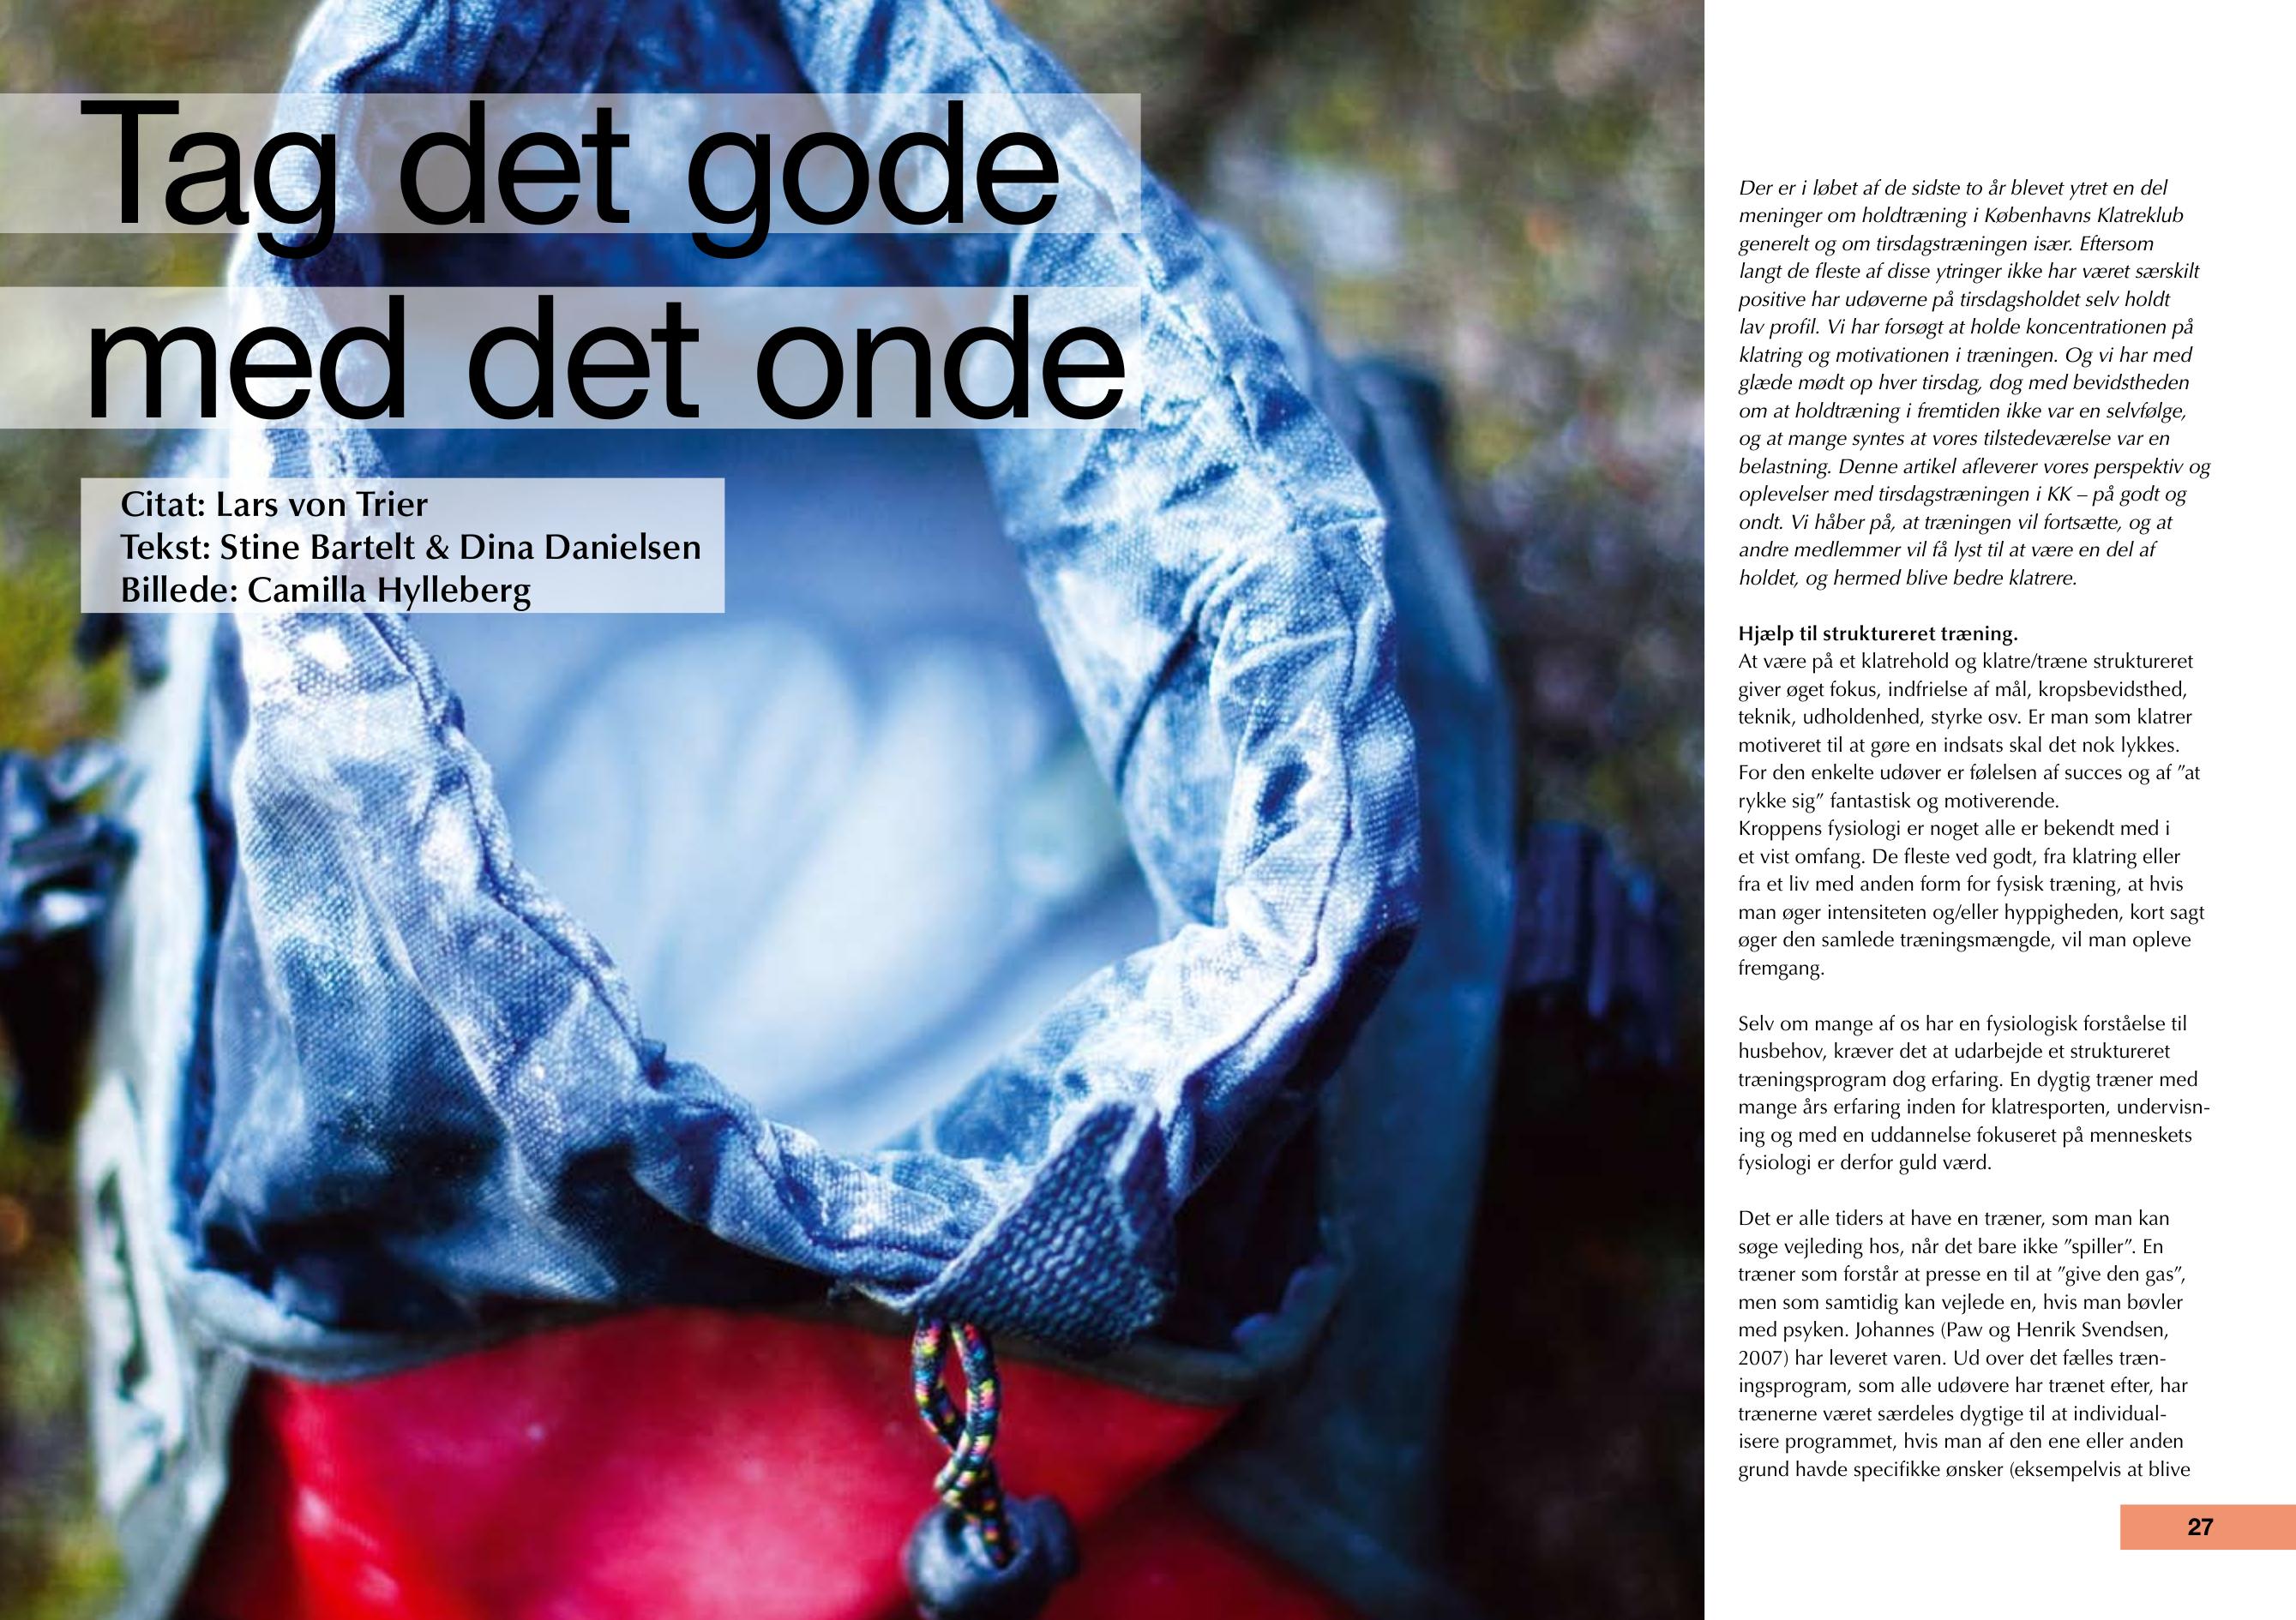 Tag det gode
med det onde
Citat: Lars von Trier
Tekst: Stine Bartelt & Dina Danielsen
Billede: Camilla Hylleberg
Der er i løbet af de sidste to år blevet ytret en del
meninger om holdtræning i Københavns Klatreklub
generelt og om tirsdagstræningen især. Eftersom
langt de fleste af disse ytringer ikke har været særskilt
positive har udøverne på tirsdagsholdet selv holdt
lav profil. Vi har forsøgt at holde koncentrationen på
klatring og motivationen i træningen. Og vi har med
glæde mødt op hver tirsdag, dog med bevidstheden
om at holdtræning i fremtiden ikke var en selvfølge,
og at mange syntes at vores tilstedeværelse var en
belastning. Denne artikel afleverer vores perspektiv og
oplevelser med tirsdagstræningen i KK – på godt og
ondt. Vi håber på, at træningen vil fortsætte, og at
andre medlemmer vil få lyst til at være en del af
holdet, og hermed blive bedre klatrere.
Hjælp til struktureret træning.
At være på et klatrehold og klatre/træne struktureret
giver øget fokus, indfrielse af mål, kropsbevidsthed,
teknik, udholdenhed, styrke osv. Er man som klatrer
motiveret til at gøre en indsats skal det nok lykkes.
For den enkelte udøver er følelsen af succes og af ”at
rykke sig” fantastisk og motiverende.
Kroppens fysiologi er noget alle er bekendt med i
et vist omfang. De fleste ved godt, fra klatring eller
fra et liv med anden form for fysisk træning, at hvis
man øger intensiteten og/eller hyppigheden, kort sagt
øger den samlede træningsmængde, vil man opleve
fremgang.
Selv om mange af os har en fysiologisk forståelse til
husbehov, kræver det at udarbejde et struktureret
træningsprogram dog erfaring. En dygtig træner med
mange års erfaring inden for klatresporten, undervisn-
ing og med en uddannelse fokuseret på menneskets
fysiologi er derfor guld værd.
Det er alle tiders at have en træner, som man kan
søge vejleding hos, når det bare ikke ”spiller”. En
træner som forstår at presse en til at ”give den gas”,
men som samtidig kan vejlede en, hvis man bøvler
med psyken. Johannes (Paw og Henrik Svendsen,
2007) har leveret varen. Ud over det fælles træn-
ingsprogram, som alle udøvere har trænet efter, har
trænerne været særdeles dygtige til at individual-
isere programmet, hvis man af den ene eller anden
grund havde specifikke ønsker (eksempelvis at blive
27